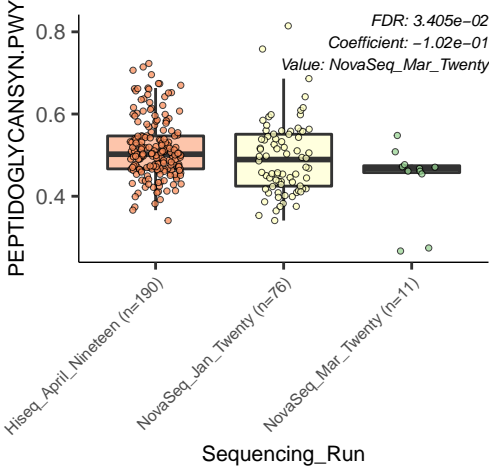 FDR: 3.405e−02
Coefficient: −1.02e−01
Value: NovaSeq_Mar_Twenty
PEPTIDOGLYCANSYN.PWY
0.8
0.6
0.4
Hiseq_April_Nineteen (n=190)
NovaSeq_Jan_Twenty (n=76)
NovaSeq_Mar_Twenty (n=11)
Sequencing_Run